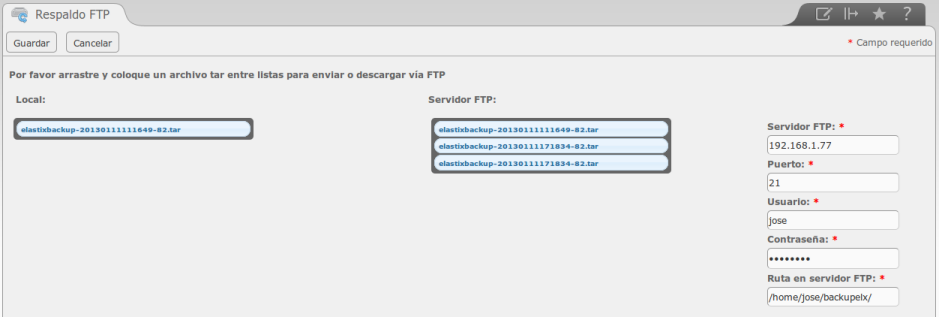 Respaldo FTP
?
Guardar
Cancelar
* Campo requerido
Por favor arrastre y coloque un archivo tar entre listas para enviar o descargar vía FTP
Local:
elastixbackup-20130111111649-82.tar
Servidor FTP:
elastixbackup-20130111111649-82.tar
elastixbackup-20130111171834-82.tar
elastixbackup-20130111171834-82.tar
Servidor FTP: *
192.168.1.77
Puerto: *
21
Usuario: *
jose
Contraseña: *
••••••••
Ruta en servidor FTP: *
/home/jose/backupelx/